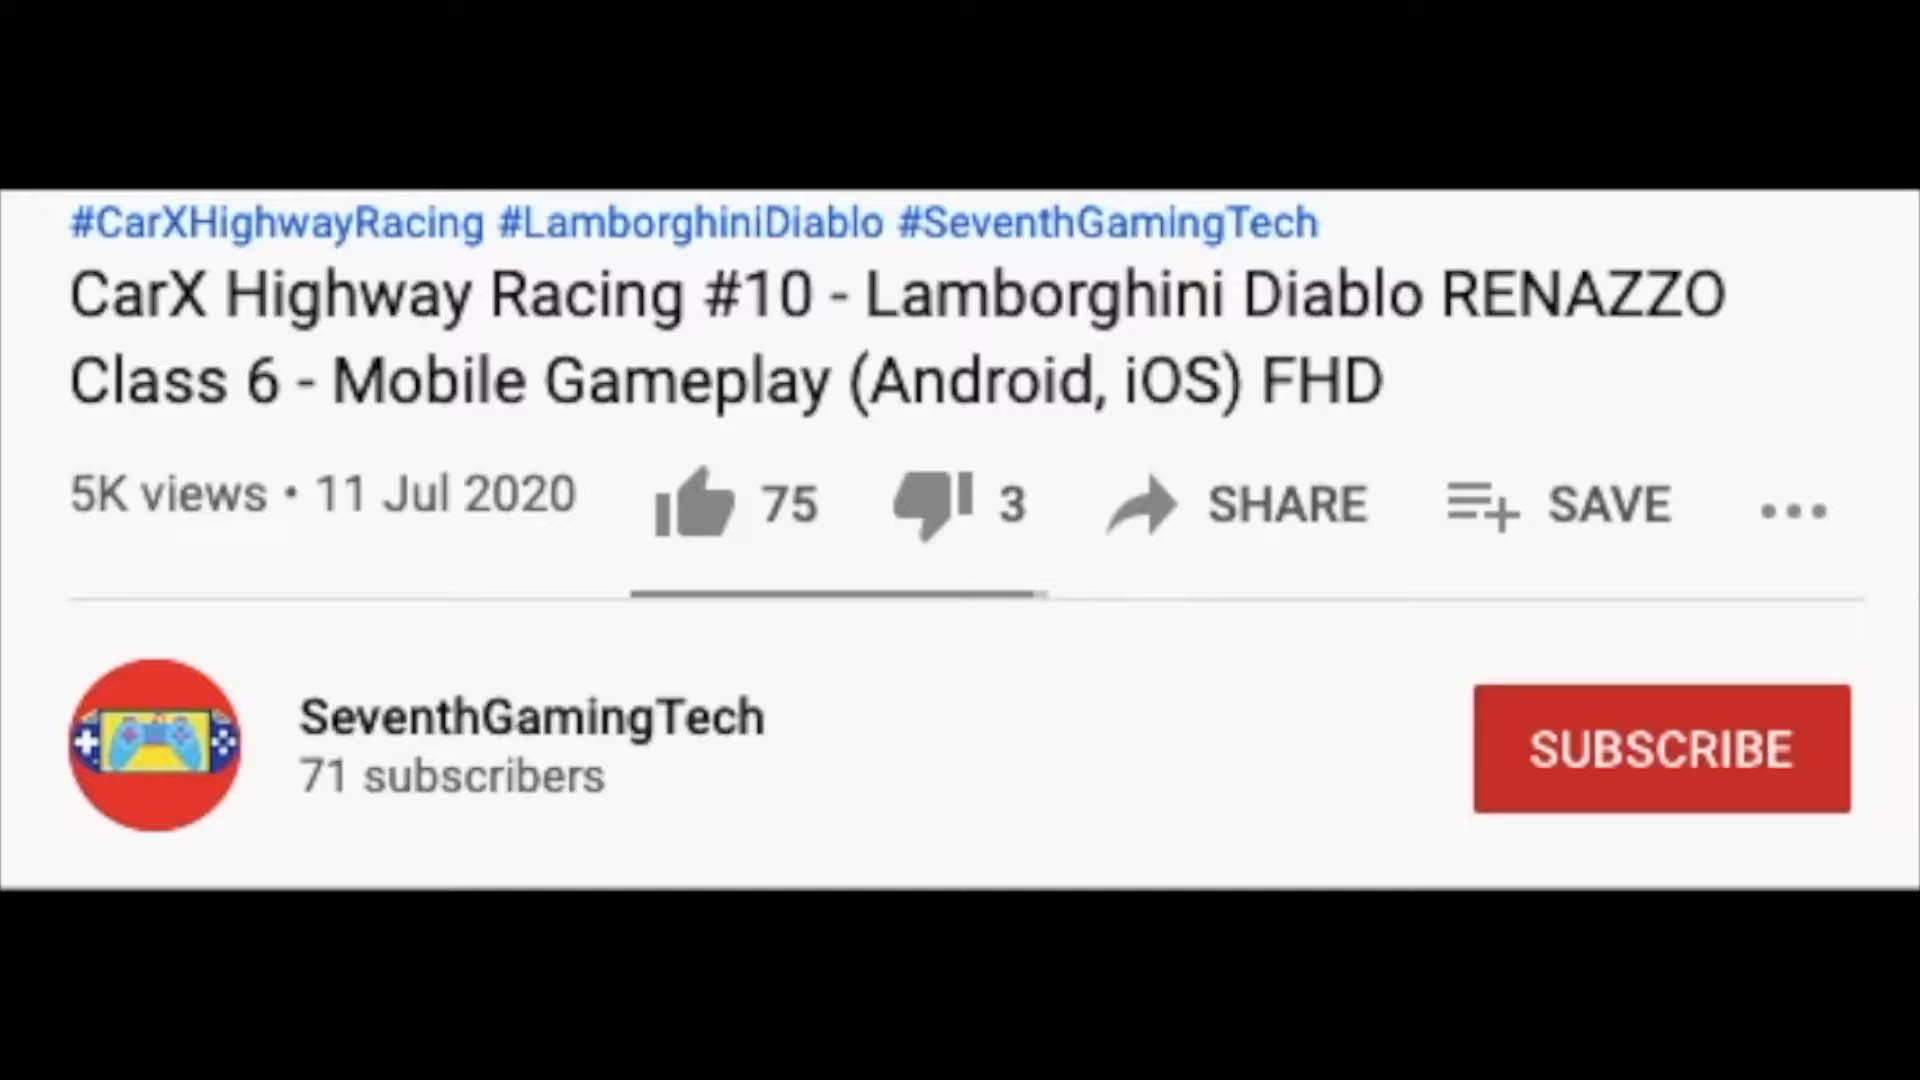 #CarXHighwayRacing #LamborghiniDiablo #SeventhGamingTech
CarX Highway Racing #10 - Lamborghini Diablo RENAZZO
Class 6 - Mobile Gameplay (Android, iOS) FHD
5K views • 11 Jul 2020 75 3 SHARE SAVE
SeventhGamingTech
71 subscribers
SUBSCRIBE